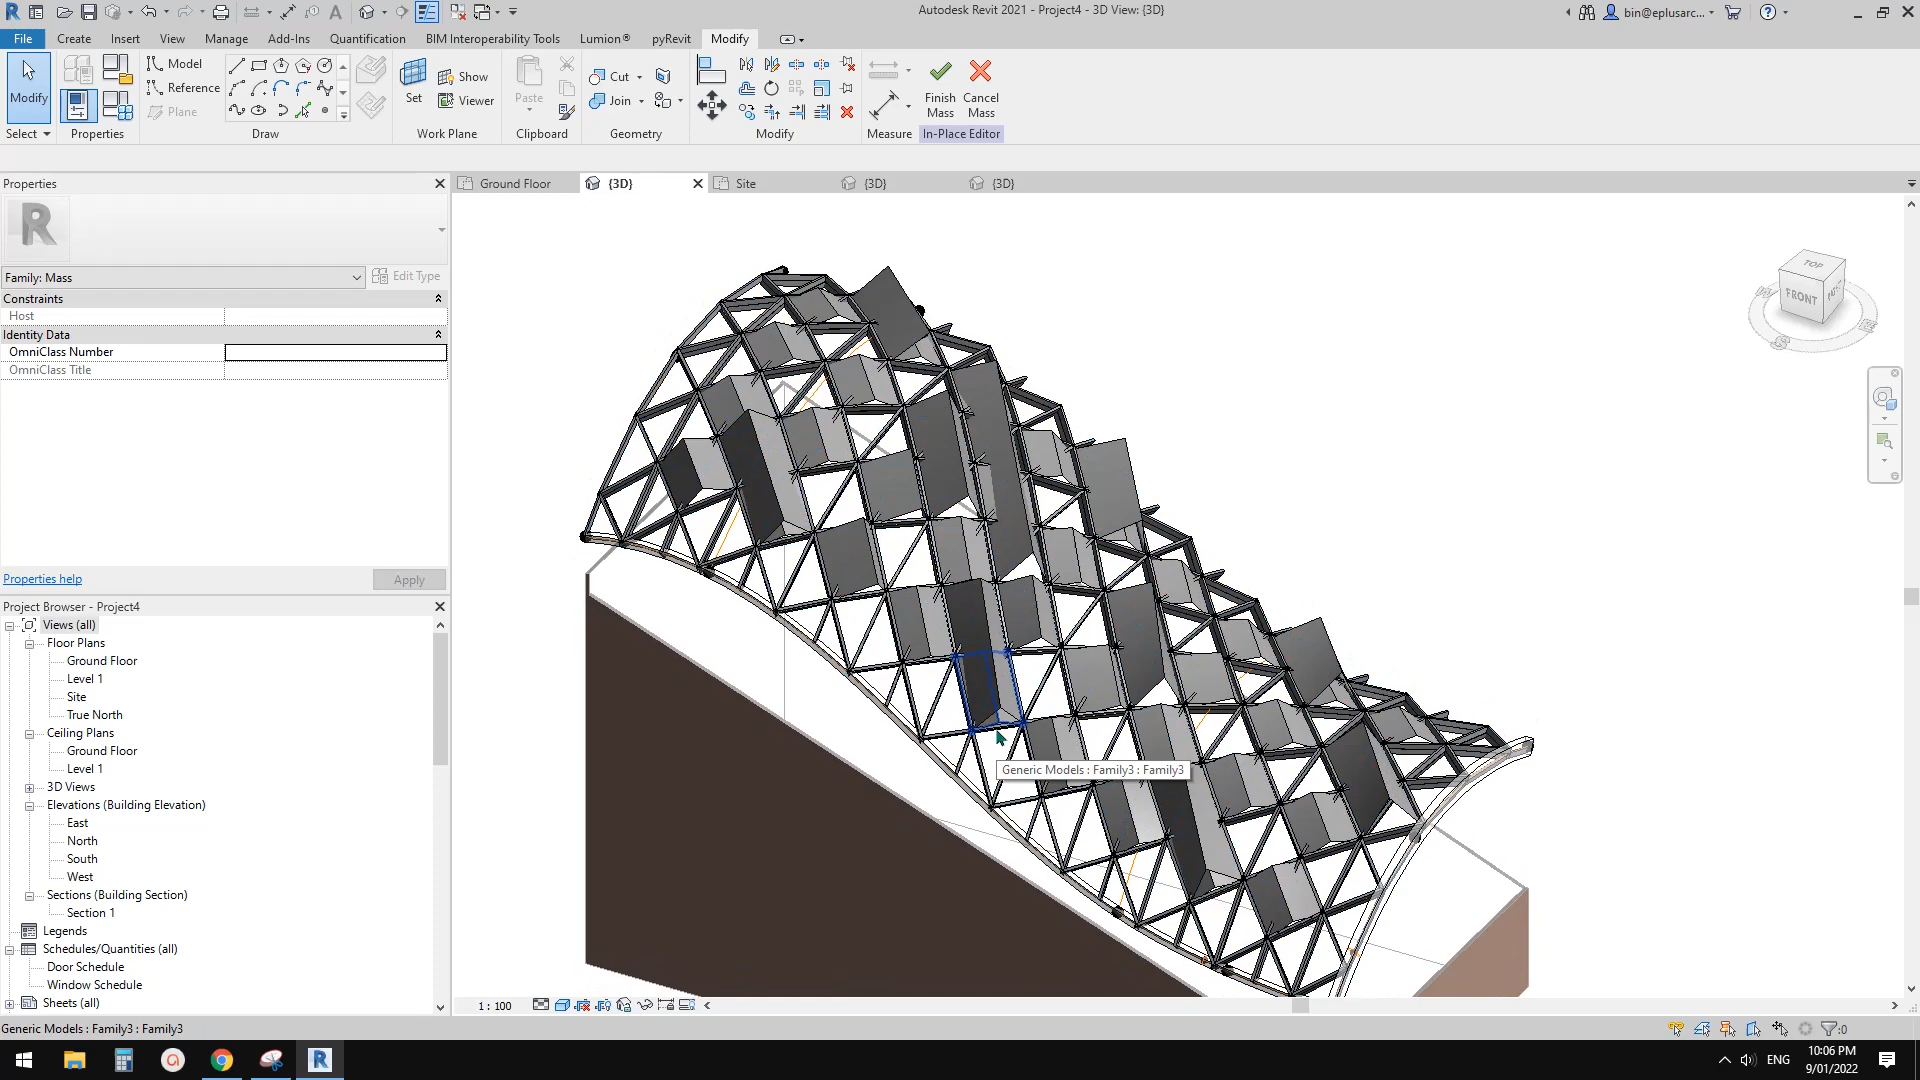 Autodesk Revit 2021 - Project4 - 3D View: {3D}
bin@eplusarc...
File Create Insert View Manage Add-Ins Quantification BIM Interoperability Tools Lumion® pyRevit Modify
Modify
Model
Reference
Plane
Set
Show
Viewer
Paste
Cut
Join
Finish Mass
Cancel Mass
Select Properties Draw Work Plane Clipboard Geometry Modify Measure In-Place Editor
Properties
Ground Floor {3D} Site {3D} {3D}
R
Family: Mass Edit Type
Constraints
Host
Identity Data
OmniClass Number
OmniClass Title
Properties help Apply
Project Browser - Project4
Views (all)
Floor Plans
Ground Floor
Level 1
Site
True North
Ceiling Plans
Ground Floor
Level 1
3D Views
Elevations (Building Elevation)
East
North
South
West
Sections (Building Section)
Section 1
Legends
Schedules/Quantities (all)
Door Schedule
Window Schedule
Sheets (all)
TOP
FRONT
W
S
E
Generic Models : Family3 : Family3
1 : 100
Generic Models : Family3 : Family3
:0
ENG
10:06 PM
9/01/2022